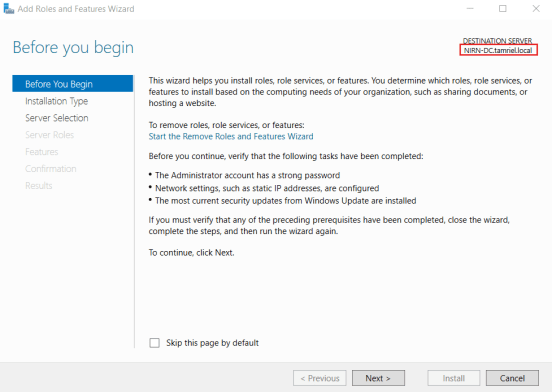 Add Roles and Features Wizard
Before you begin
DESTINATION SERVER
NIRN-DC.tamriel.local
Before You Begin
Installation Type
Server Selection
Server Roles
Features
Confirmation
Results
This wizard helps you install roles, role services, or features. You determine which roles, role services, or
features to install based on the computing needs of your organization, such as sharing documents, or
hosting a website.
To remove roles, role services, or features:
Start the Remove Roles and Features Wizard
Before you continue, verify that the following tasks have been completed:
• The Administrator account has a strong password
• Network settings, such as static IP addresses, are configured
• The most current security updates from Windows Update are installed
If you must verify that any of the preceding prerequisites have been completed, close the wizard,
complete the steps, and then run the wizard again.
To continue, click Next.
Skip this page by default
< Previous
Next >
Install
Cancel